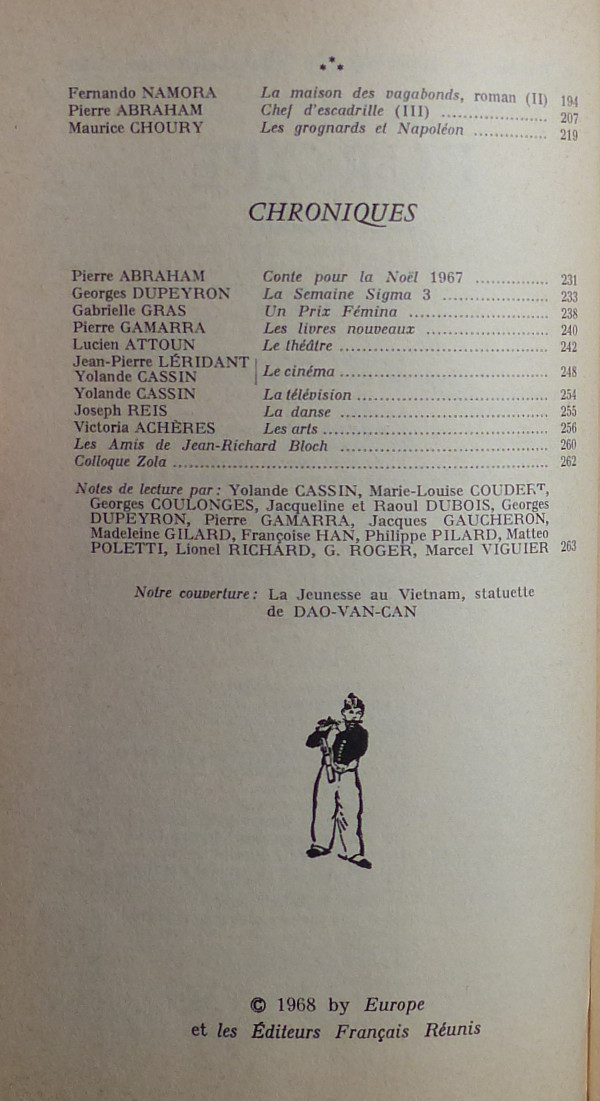 Fernando NAMORA La maison des vagabonds, roman (II) 194
Pierre ABRAHAM Chef d'escadrille (III) ..................... 207
Maurice CHOURY Les grognards et Napoléon .............. 219
CHRONIQUES
Pierre ABRAHAM Conte pour la Noël 1967 ............... 231
Georges DUPEYRON La Semaine Sigma 3 ..................... 233
Gabrielle GRAS Un Prix Fémina ........................... 238
Pierre GAMARRA Les livres nouveaux ....................... 240
Lucien ATTOUN Le théâtre ....................................... 242
Jean-Pierre LÉRIDANT
Yolande CASSIN Le cinéma ....................................... 248
Yolande CASSIN La télévision .................................... 254
Joseph REIS La danse ....................................... 255
Victoria ACHÈRES Les arts .......................................... 256
Les Amis de Jean-Richard Bloch ....................................... 260
Colloque Zola ....................................................................... 262
Notes de lecture par : Yolande CASSIN, Marie-Louise COUDERT,
Georges COULONGES, Jacqueline et Raoul DUBOIS, Georges
DUPEYRON, Pierre GAMARRA, Jacques GAUCHERON,
Madeleine GILARD, Françoise HAN, Philippe PILARD, Matteo
POLETTI, Lionel RICHARD, G. ROGER, Marcel VIGUIER 263
Notre couverture : La Jeunesse au Vietnam, statuette
de DAO-VAN-CAN
© 1968 by Europe
et les Éditeurs Français Réunis